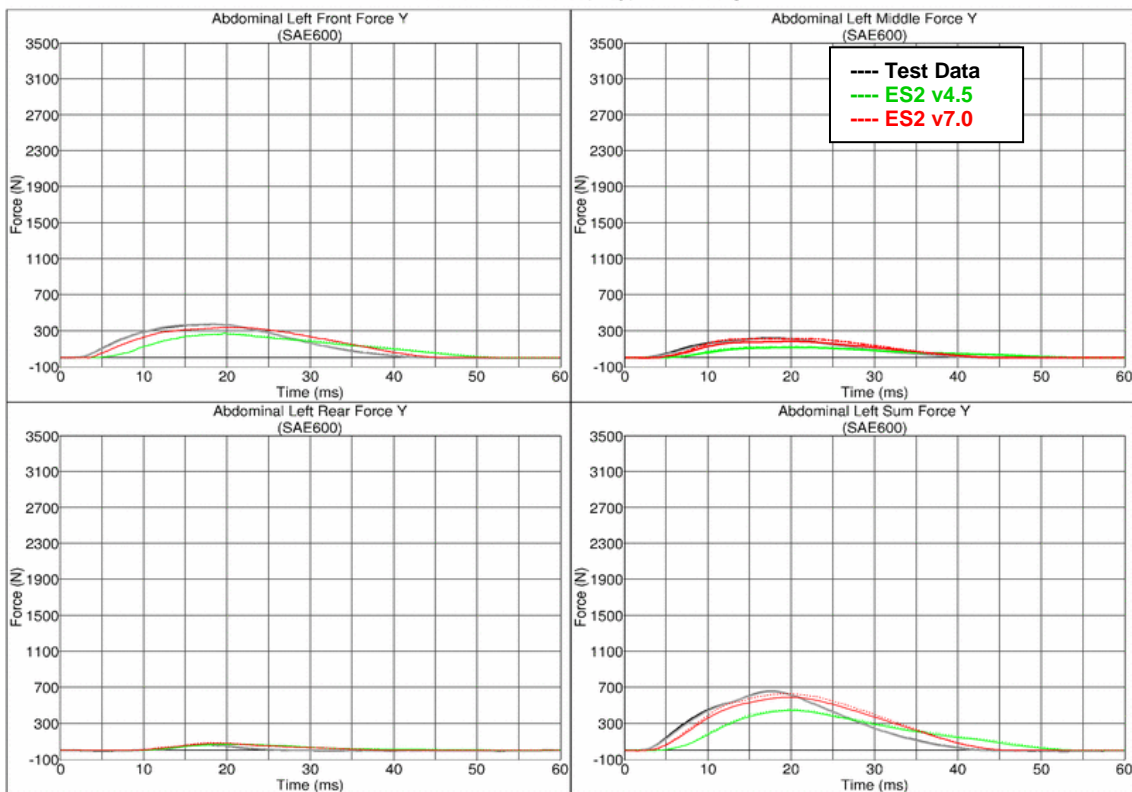 Abdominal Left Front Force Y
(SAE600)
Force (N)
3500
3100
2700
2300
1900
1500
1100
700
300
-100
0 10 20 30 40 50 60
Time (ms)
Abdominal Left Middle Force Y
(SAE600)
---- Test Data
---- ES2 v4.5
---- ES2 v7.0
Force (N)
3500
3100
2700
2300
1900
1500
1100
700
300
-100
0 10 20 30 40 50 60
Time (ms)
Abdominal Left Rear Force Y
(SAE600)
Force (N)
3500
3100
2700
2300
1900
1500
1100
700
300
-100
0 10 20 30 40 50 60
Time (ms)
Abdominal Left Sum Force Y
(SAE600)
Force (N)
3500
3100
2700
2300
1900
1500
1100
700
300
-100
0 10 20 30 40 50 60
Time (ms)